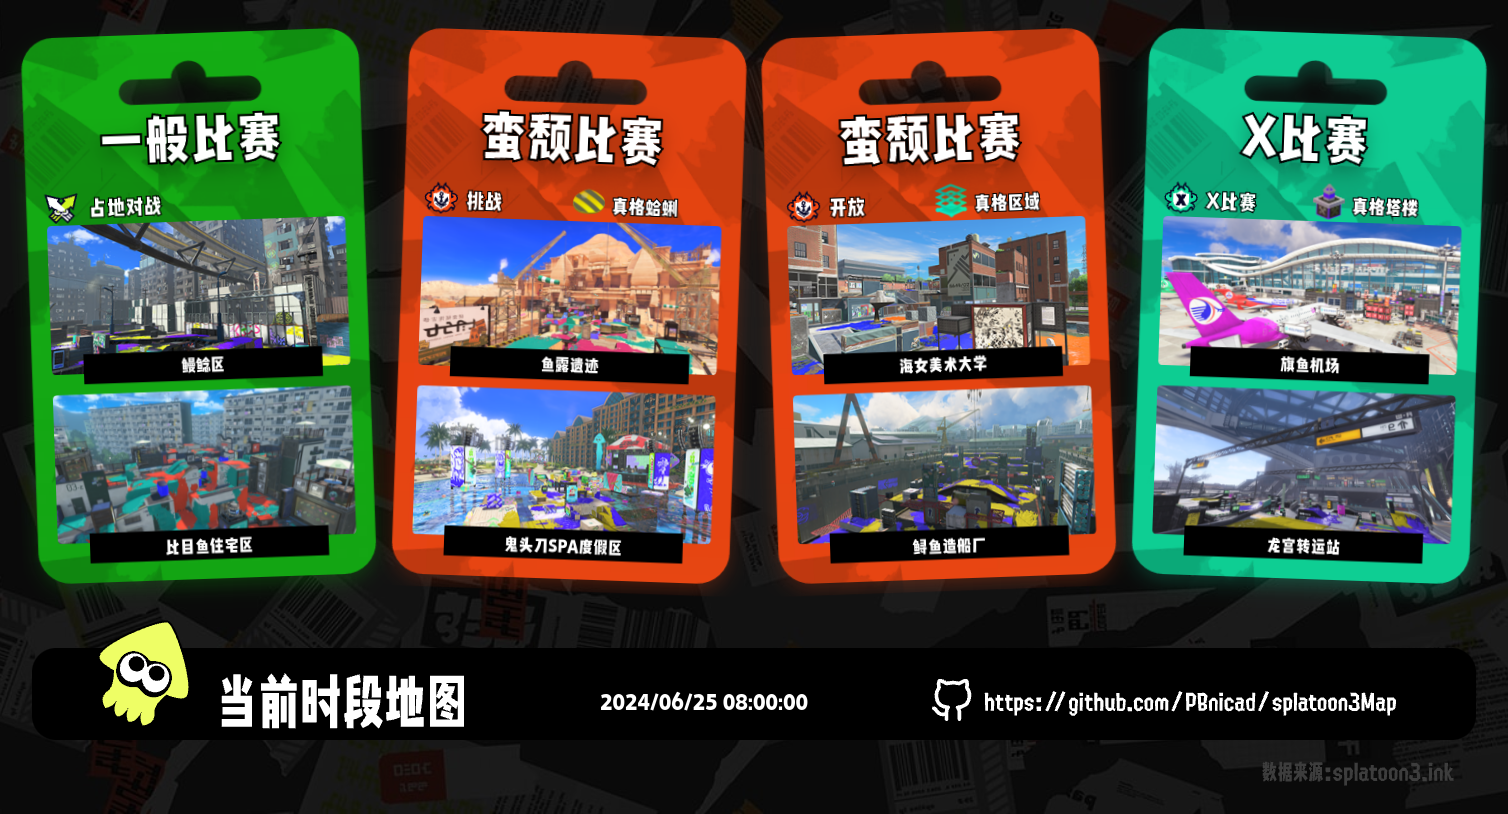 一般比赛
占地对战
鳗鲶区
比目鱼住宅区
蛮颓比赛
挑战
真格蛤蜊
鱼露遗迹
鬼头刀SPA度假区
蛮颓比赛
开放
真格区域
海女美术大学
鲟鱼造船厂
X比赛
X比赛
真格塔楼
旗鱼机场
龙宫转运站
当前时段地图
2024/06/25 08:00:00
https://github.com/PBnicad/splatoon3Map
数据来源:splatoon3.ink